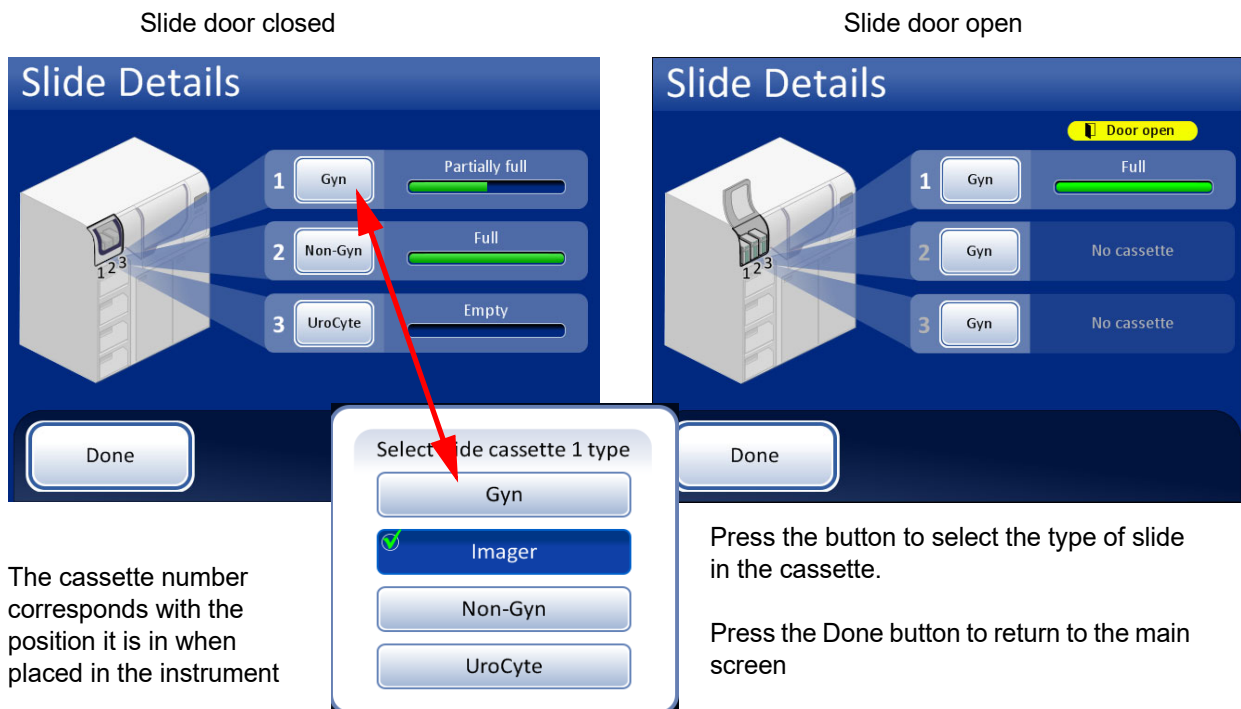 Slide door closed
Slide Details
1 Gyn Partially full
2 Non-Gyn Full
3 UroCyte Empty
1 2 3
Done
Slide door open
Slide Details
Door open
1 Gyn Full
2 Gyn No cassette
3 Gyn No cassette
1 2 3
Done
Select slide cassette 1 type
Gyn
Imager
Non-Gyn
UroCyte
The cassette number
corresponds with the
position it is in when
placed in the instrument
Press the button to select the type of slide
in the cassette.
Press the Done button to return to the main
screen